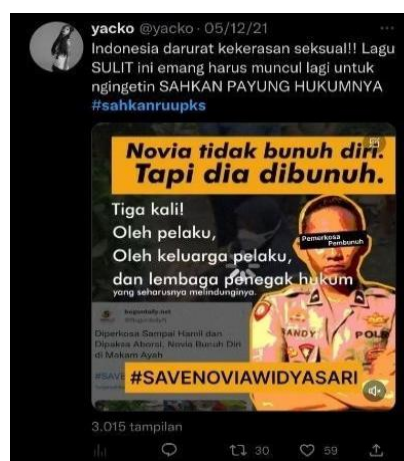 yacko @yacko · 05/12/21
Indonesia darurat kekerasan seksual!! Lagu
SULIT ini emang harus muncul lagi untuk
ngingetin SAHKAN PAYUNG HUKUMNYA
#sahkanruupks
Novia tidak bunuh diri.
Tapi dia dibunuh.
Tiga kali!
Oleh pelaku,
Oleh keluarga pelaku,
dan lembaga penegak hukum
yang seharusnya melindunginya.
Pemerkosa
Pembunuh
Diperkosa Sampai Hamil dan
Dipaksa Aborsi, Novia Bunuh Diri
di Makam Ayah
#SAVE
RANDY
POL
#SAVENOVIAWIDYASARI
3.015 tampilan
30
59